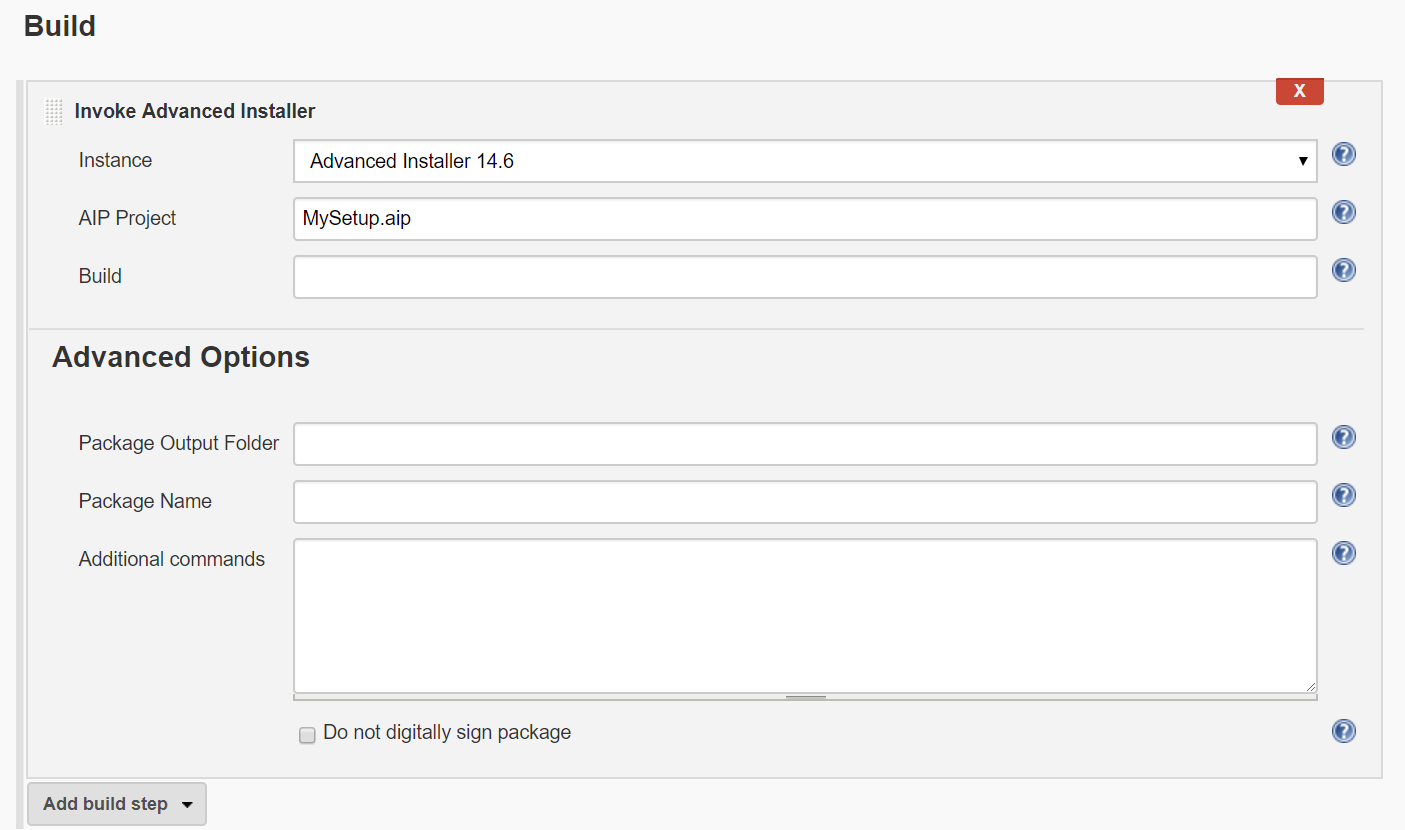 Build
X
Invoke Advanced Installer
Instance
Advanced Installer 14.6
AIP Project
MySetup.aip
Build
Advanced Options
Package Output Folder
Package Name
Additional commands
Do not digitally sign package
Add build step